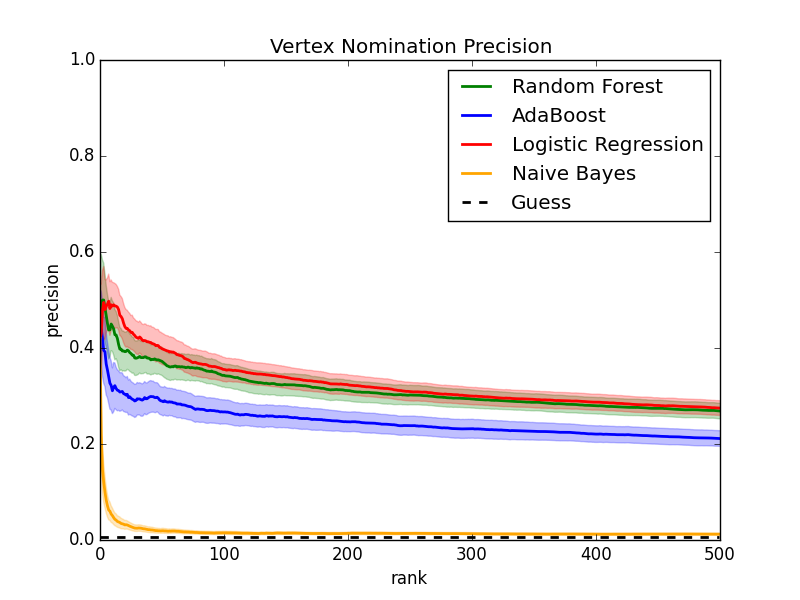 Vertex Nomination Precision
1.0
0.8
0.6
0.4
0.2
0.0
precision
Random Forest
AdaBoost
Logistic Regression
Naive Bayes
Guess
0 100 200 300 400 500
rank